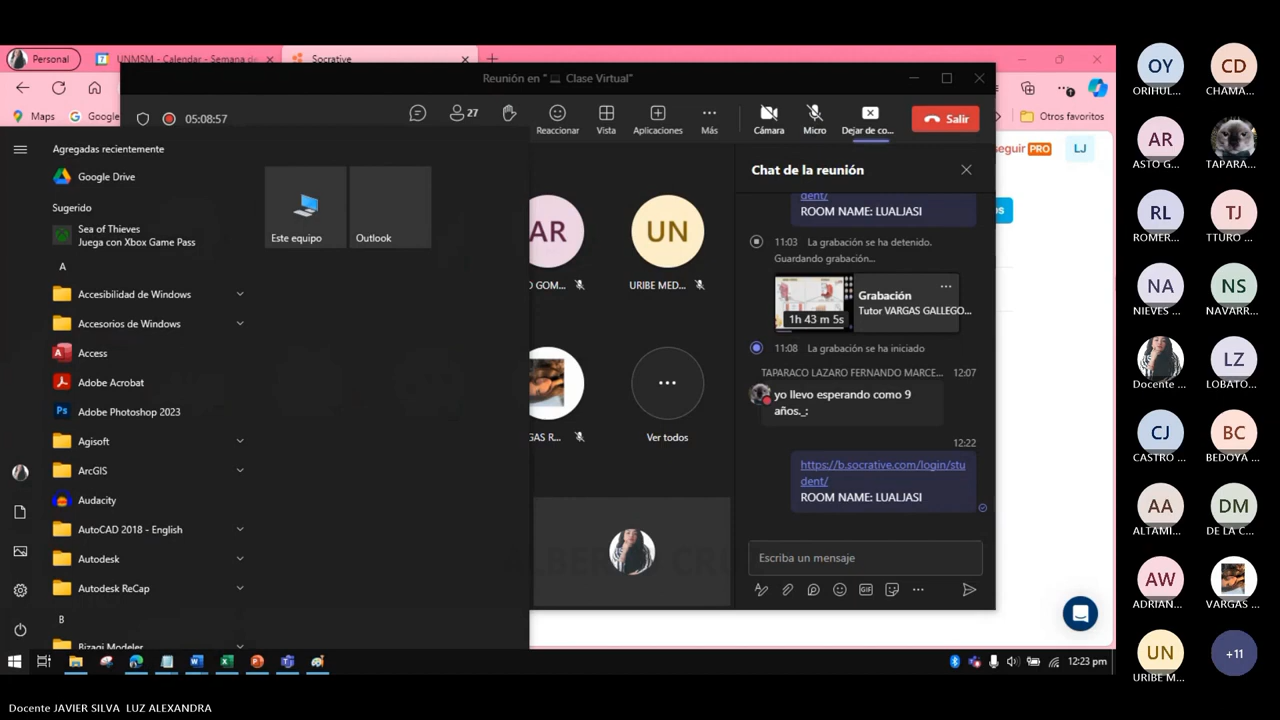 Personal
UNMSM - Calendar - Semana de
Socrative
Maps
Google
Otros favoritos
Reunión en "💻 Clase Virtual"
05:08:57
27
Reaccionar
Vista
Aplicaciones
Más
Cámara
Micro
Dejar de co...
Salir
seguir PRO
LJ
os
Agregadas recientemente
Google Drive
Sugerido
Sea of Thieves
Juega con Xbox Game Pass
A
Accesibilidad de Windows
Accesorios de Windows
Access
Adobe Acrobat
Adobe Photoshop 2023
Agisoft
ArcGIS
Audacity
AutoCAD 2018 - English
Autodesk
Autodesk ReCap
B
Bizagi Modeler
Este equipo
Outlook
AR
O GOM...
UN
URIBE MED...
GAS R...
Ver todos
Chat de la reunión
dent/
ROOM NAME: LUALJASI
11:03 La grabación se ha detenido.
Guardando grabación...
Grabación
1h 43 m 5s
Tutor VARGAS GALLEGO...
11:08 La grabación se ha iniciado
TAPARACO LAZARO FERNANDO MARCE... 12:07
yo llevo esperando como 9
años._:
12:22
https://b.socrative.com/login/stu
dent/
ROOM NAME: LUALJASI
Escriba un mensaje
GIF
12:23 pm
OY
ORIHUL...
CD
CHAMA...
AR
ASTO G...
TAPARA...
RL
ROMER...
TJ
TTURO ...
NA
NIEVES ...
NS
NAVARR...
Docente ...
LZ
LOBATO...
CJ
CASTRO ...
BC
BEDOYA ...
AA
ALTAMI...
DM
DE LA C...
AW
ADRIAN...
VARGAS ...
UN
URIBE M...
+11
Docente JAVIER SILVA LUZ ALEXANDRA